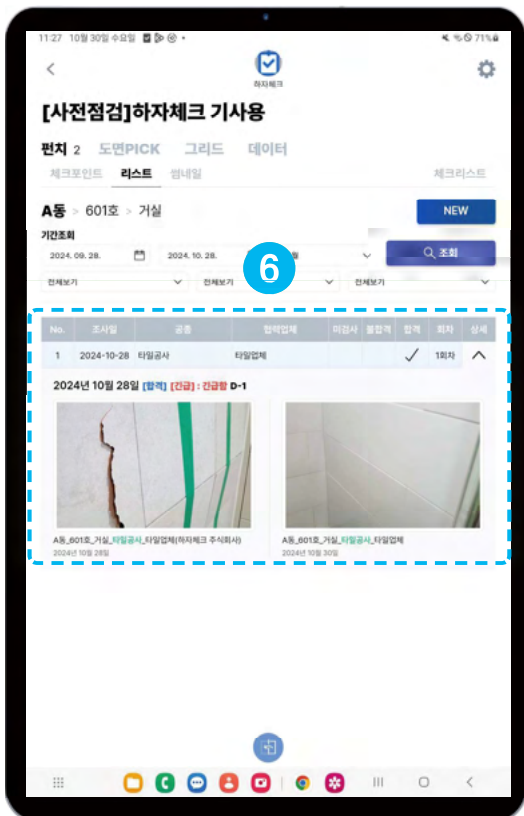 11:27 10월 30일 수요일
71%
하자체크
[사전점검]하자체크 기사용
펀치 2 도면PICK 그리드 데이터
체크포인트 리스트 썸네일 체크리스트
A동 > 601호 > 거실 NEW
기간조회
2024. 09. 28. 2024. 10. 28. 조회
6
전체보기 전체보기 전체보기
No. 조사일 공종 협력업체 미검사 불합격 합격 회차 상세
1 2024-10-28 타일공사 타일업체 1회차
2024년 10월 28일 [합격] [긴급] : 긴급함 D-1
A동_601호_거실_타일공사_타일업체(하자체크 주식회사)
2024년 10월 28일
A동_601호_거실_타일공사_타일업체
2024년 10월 30일